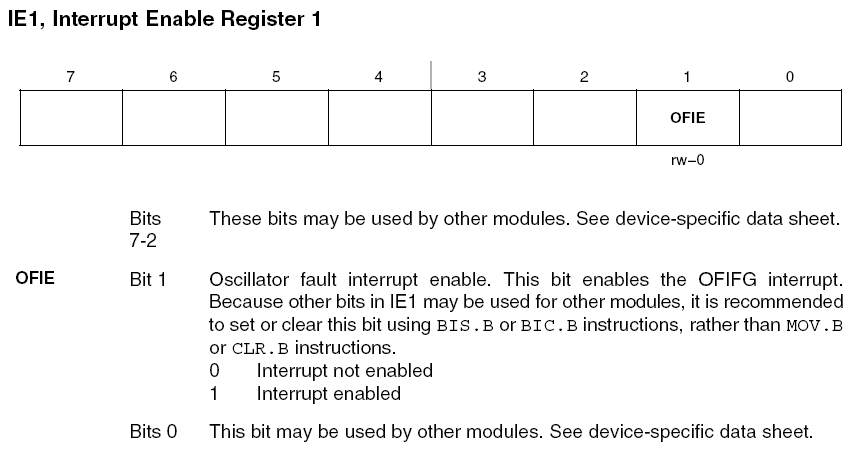 IE1, Interrupt Enable Register 1
7 6 5 4 3 2 1 0
OFIE
rw−0
Bits 7-2 These bits may be used by other modules. See device-specific data sheet.
OFIE Bit 1 Oscillator fault interrupt enable. This bit enables the OFIFG interrupt.
Because other bits in IE1 may be used for other modules, it is recommended
to set or clear this bit using BIS.B or BIC.B instructions, rather than MOV.B
or CLR.B instructions.
0 Interrupt not enabled
1 Interrupt enabled
Bits 0 This bit may be used by other modules. See device-specific data sheet.